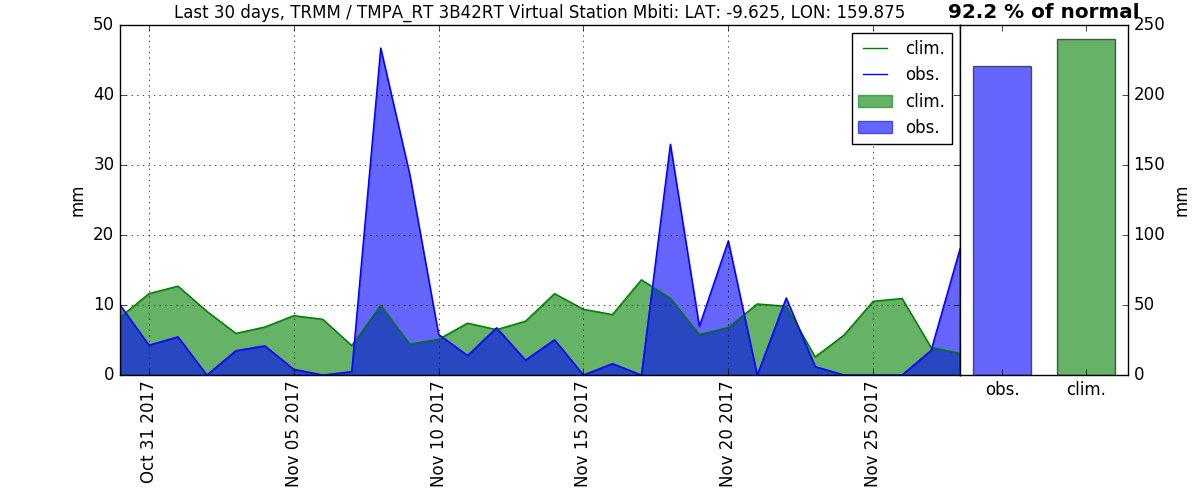 Last 30 days, TRMM / TMPA_RT 3B42RT Virtual Station Mbiti: LAT: -9.625, LON: 159.875
92.2 % of normal
50
40
30
20
10
0
mm
clim.
obs.
clim.
obs.
250
200
150
100
50
0
mm
obs.
clim.
Oct 31 2017
Nov 05 2017
Nov 10 2017
Nov 15 2017
Nov 20 2017
Nov 25 2017